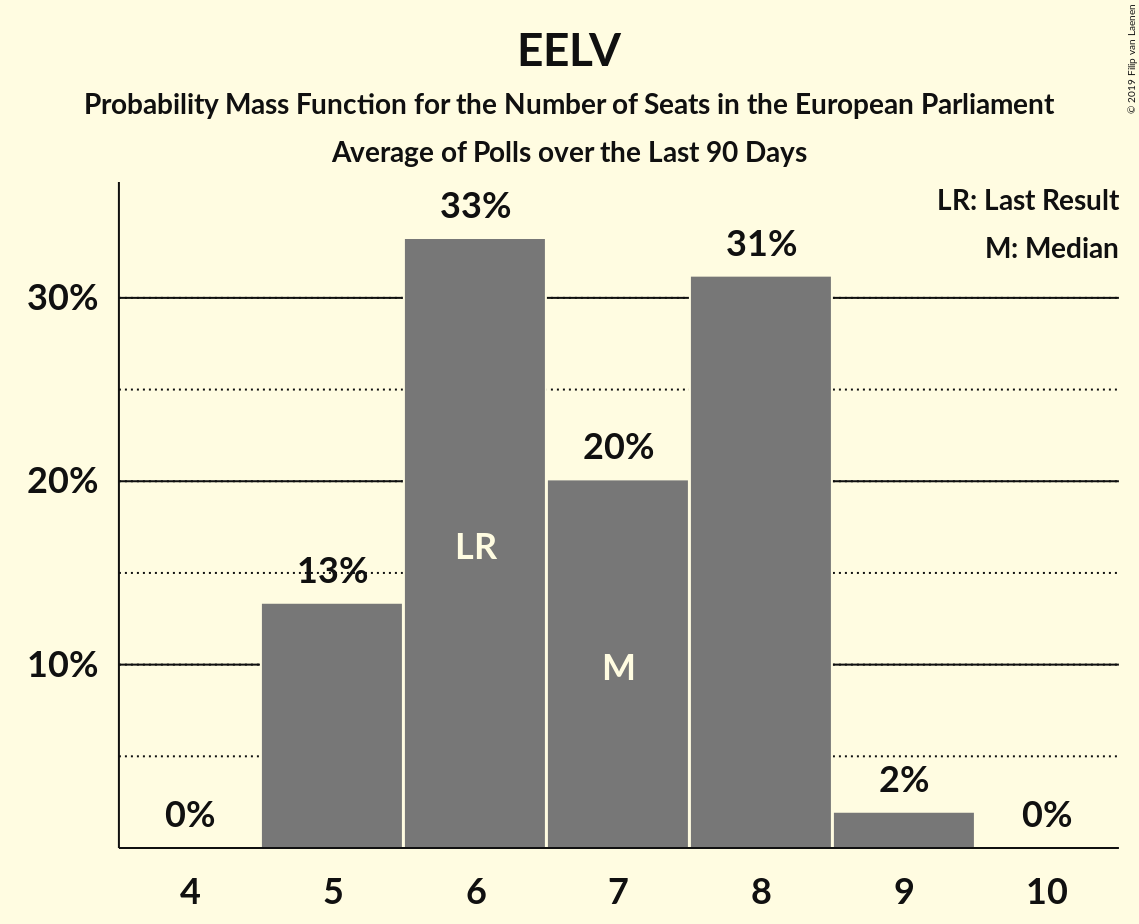 EELV
Probability Mass Function for the Number of Seats in the European Parliament
Average of Polls over the Last 90 Days
© 2019 Filip van Laenen
LR: Last Result
M: Median
33%
31%
30%
20%
20%
LR
13%
M
10%
2%
0%
0%
4 5 6 7 8 9 10